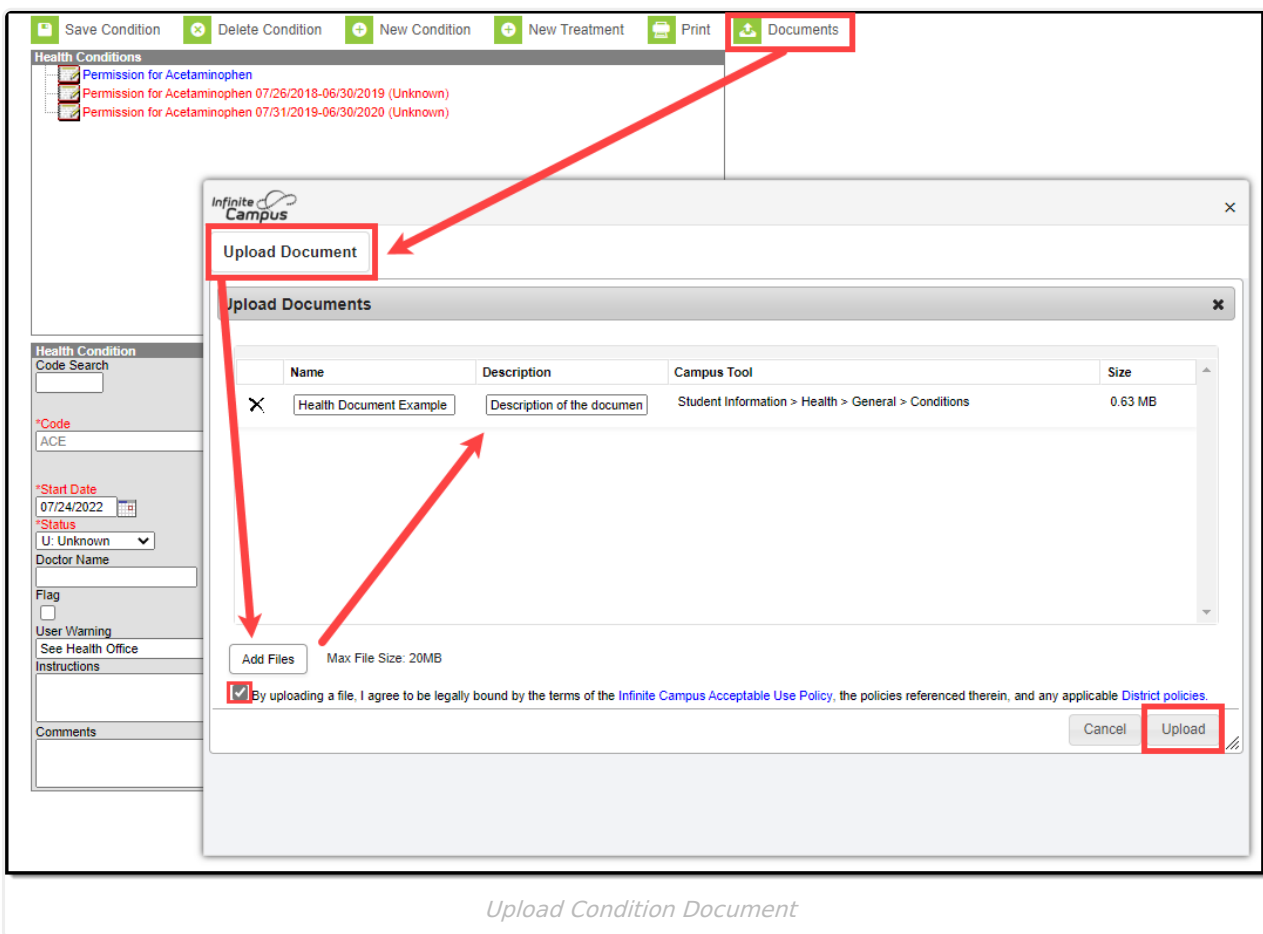 Save Condition Delete Condition New Condition New Treatment Print Documents
Health Conditions
Permission for Acetaminophen
Permission for Acetaminophen 07/26/2018-06/30/2019 (Unknown)
Permission for Acetaminophen 07/31/2019-06/30/2020 (Unknown)
Infinite
Campus
Upload Document
Upload Documents
Name Description Campus Tool Size
Health Document Example Description of the documen Student Information > Health > General > Conditions 0.63 MB
Add Files Max File Size: 20MB
By uploading a file, I agree to be legally bound by the terms of the Infinite Campus Acceptable Use Policy, the policies referenced therein, and any applicable District policies.
Cancel Upload
Health Condition
Code Search
*Code
ACE
*Start Date
07/24/2022
*Status
U: Unknown
Doctor Name
Flag
User Warning
See Health Office
Instructions
Comments
Upload Condition Document